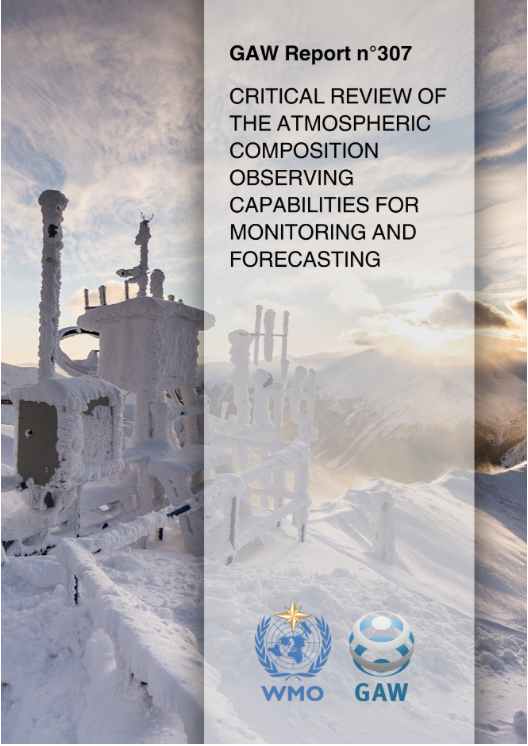 GAW Report n°307
CRITICAL REVIEW OF
THE ATMOSPHERIC
COMPOSITION
OBSERVING
CAPABILITIES FOR
MONITORING AND
FORECASTING
WMO
GAW